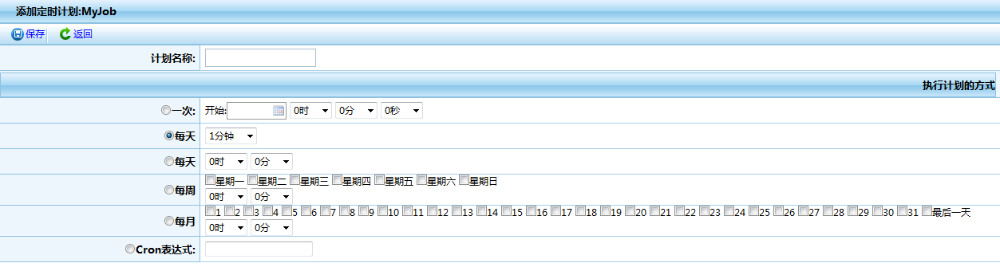 添加定时计划:MyJob
保存 返回
计划名称:
执行计划的方式
一次: 开始: 0时 0分 0秒
每天 1分钟
每天 0时 0分
每周 星期一 星期二 星期三 星期四 星期五 星期六 星期日
0时 0分
每月 1 2 3 4 5 6 7 8 9 10 11 12 13 14 15 16 17 18 19 20 21 22 23 24 25 26 27 28 29 30 31 最后一天
0时 0分
Cron表达式: